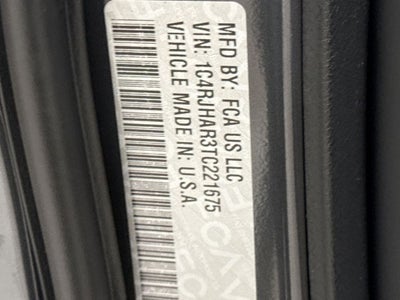 MFD BY: FCA US LLC
VIN: 1C4RJHAR3TC221675
VEHICLE MADE IN: U.S.A.